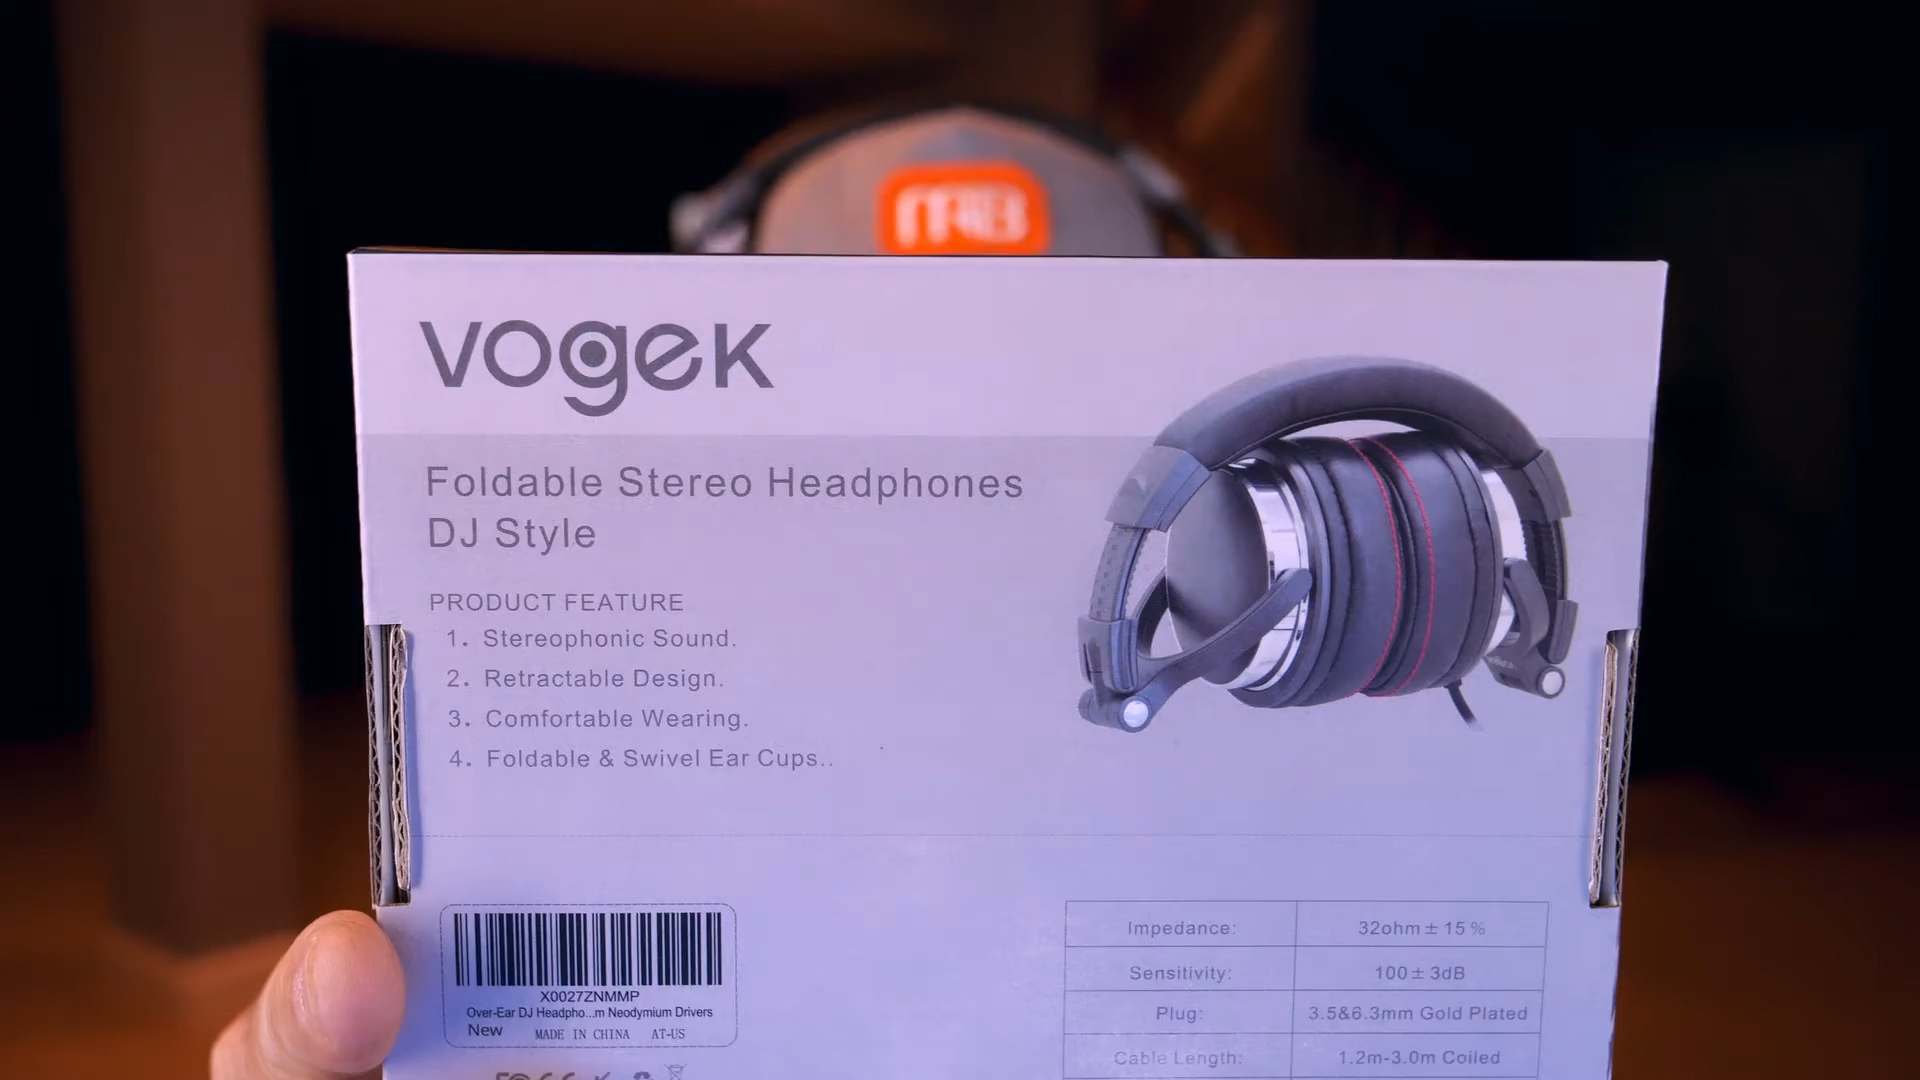 vogek
Foldable Stereo Headphones
DJ Style
PRODUCT FEATURE
1. Stereophonic Sound.
2. Retractable Design.
3. Comfortable Wearing.
4. Foldable & Swivel Ear Cups..
X0027ZNMMP
Over-Ear DJ Headpho...m Neodymium Drivers
New MADE IN CHINA AT-US
Impedance: 32ohm ± 15 %
Sensitivity: 100 ± 3dB
Plug: 3.5&6.3mm Gold Plated
Cable Length: 1.2m-3.0m Coiled